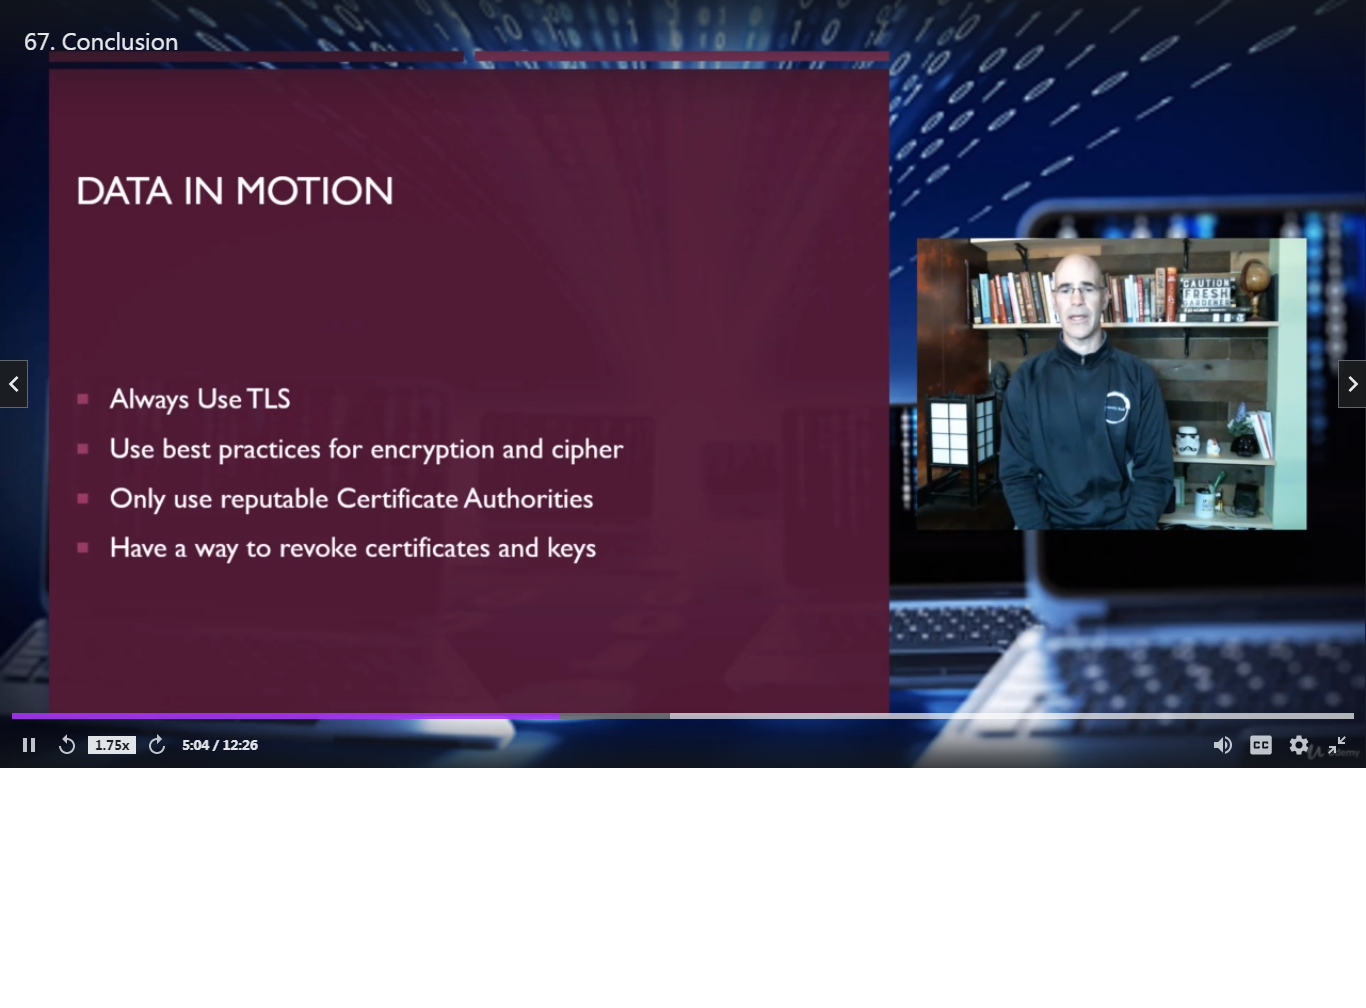 67. Conclusion
DATA IN MOTION
Always Use TLS
Use best practices for encryption and cipher
Only use reputable Certificate Authorities
Have a way to revoke certificates and keys
CAUTION
FRESH
GARDENER
1.75x
5:04 / 12:26
CC